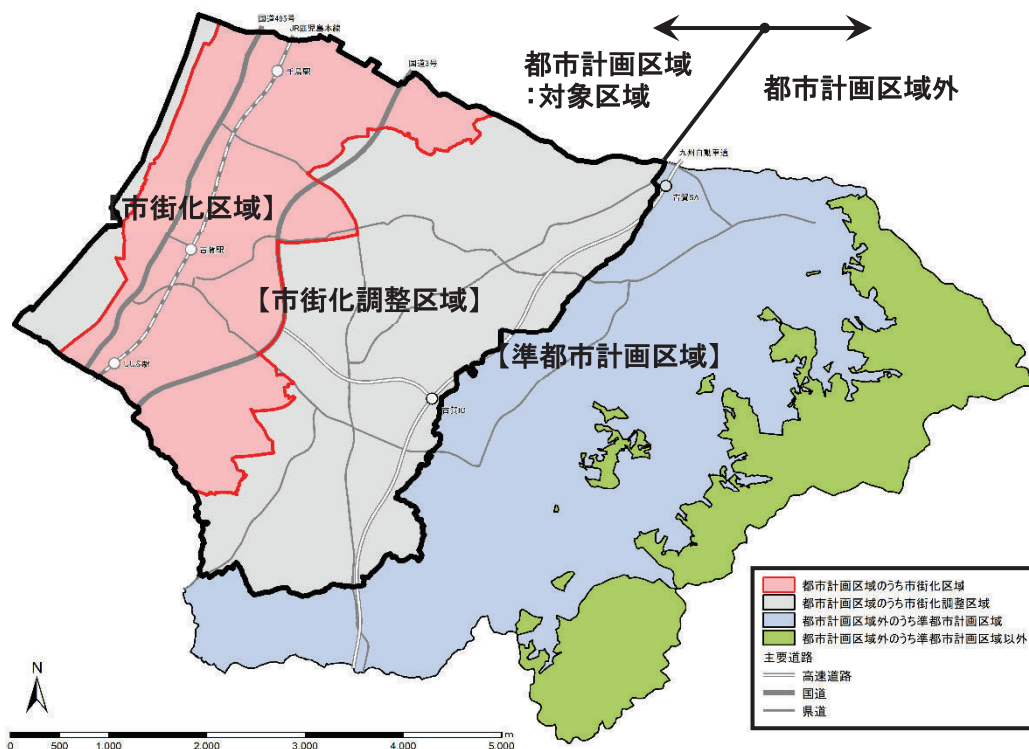 国道495号
JR鹿児島本線
千鳥駅
国道3号
都市計画区域
:対象区域
都市計画区域外
九州自動車道
古賀SA
【市街化区域】
古賀駅
【市街化調整区域】
【準都市計画区域】
ししぶ駅
古賀IC
都市計画区域のうち市街化区域
都市計画区域のうち市街化調整区域
都市計画区域外のうち準都市計画区域
都市計画区域外のうち準都市計画区域以外
主要道路
高速道路
国道
県道
N
m
0 500 1.000 2.000 3.000 4.000 5.000